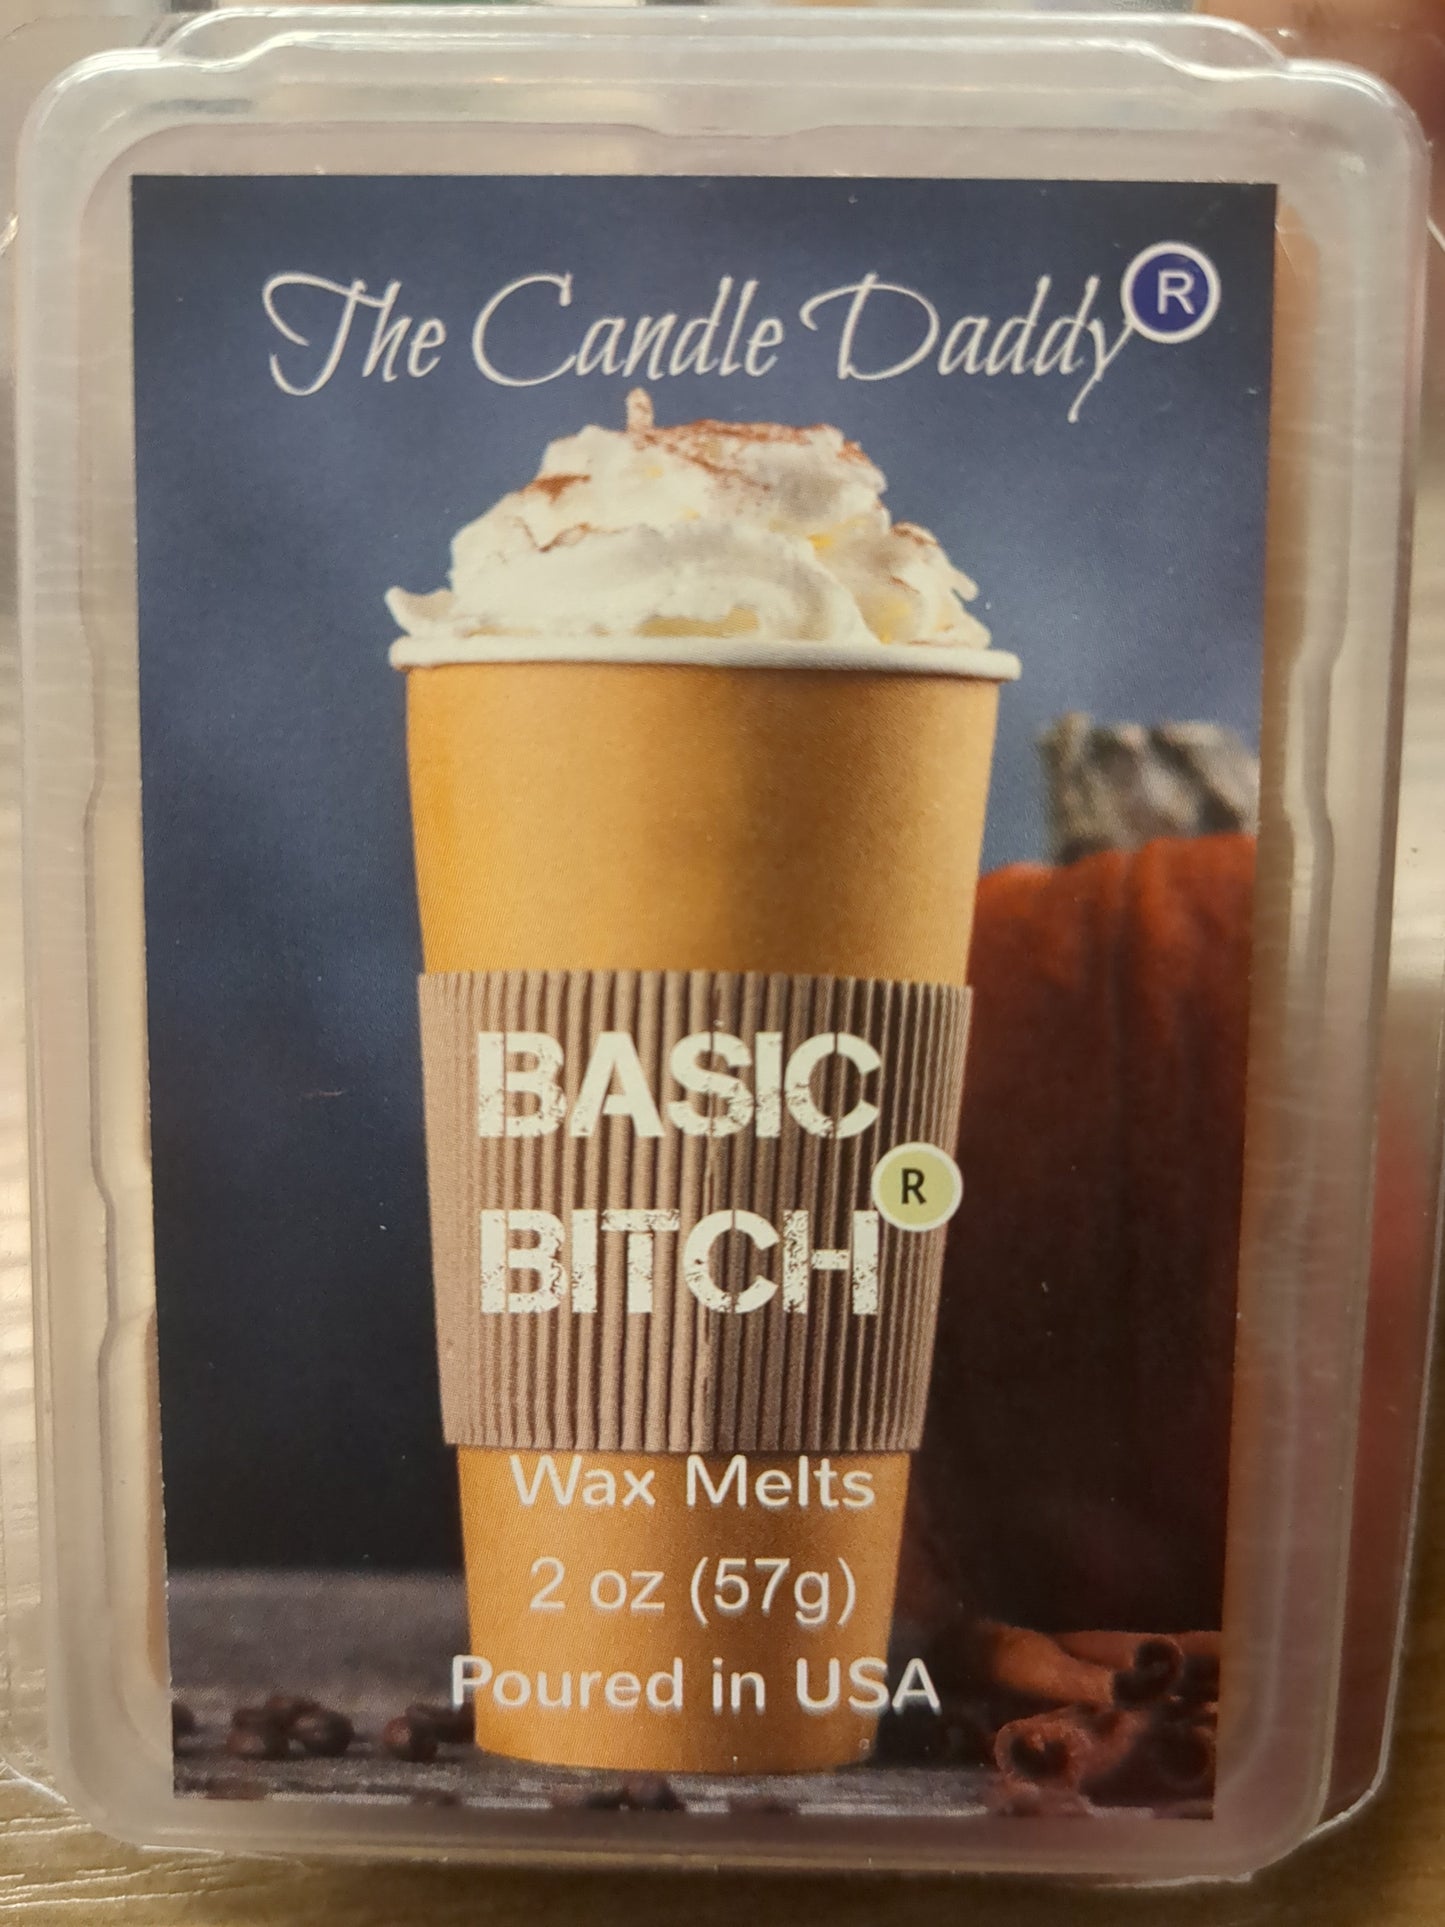 The Candle Daddy®
BASIC
BITCH®
Wax Melts
2 oz (57g)
Poured in USA